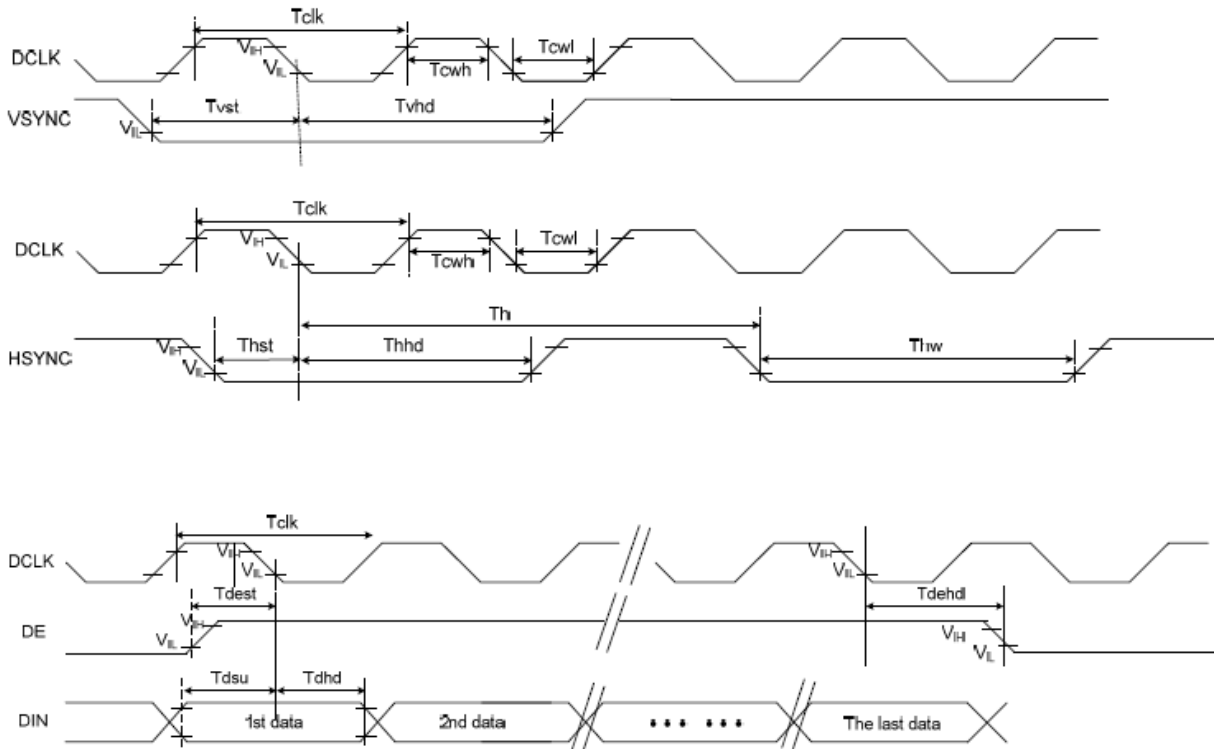 Tclk
DCLK VIH VIL Tcwh Tcwl
VSYNC VIL Tvst Tvhd
Tclk
DCLK VIH VIL Tcwh Tcwl
Th
HSYNC VIH VIL Thst Thhd Thw
Tclk
DCLK VIH VIL VIH VIL
Tdest Tdehd
DE VIH VIL VIH VIL
Tdsu Tdhd
DIN 1st data 2nd data The last data